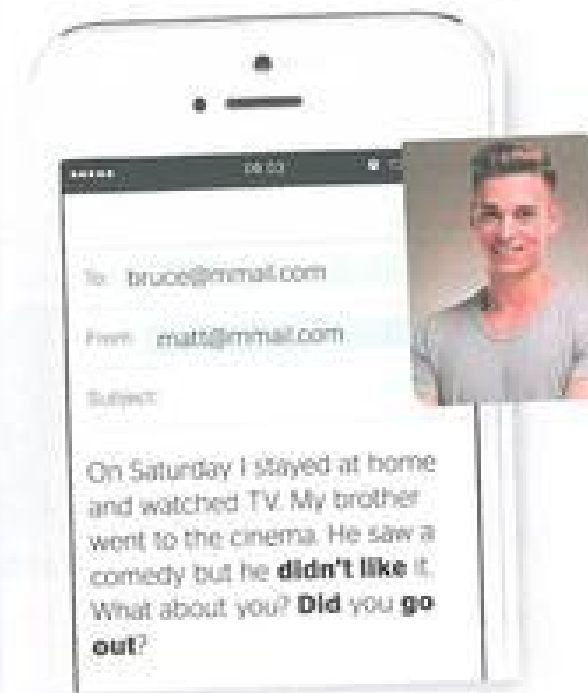 09:03
To: bruce@mmail.com
From: matt@mmail.com
Subject:
On Saturday I stayed at home
and watched TV. My brother
went to the cinema. He saw a
comedy but he didn't like it.
What about you? Did you go
out?